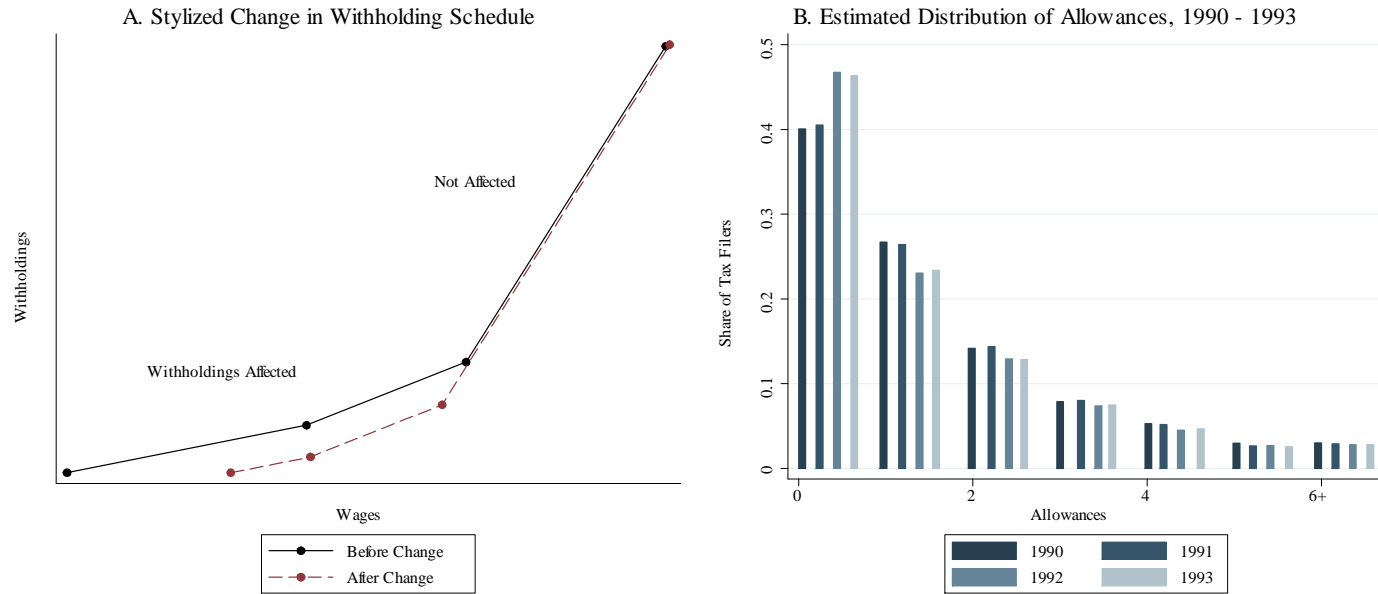 A. Stylized Change in Withholding Schedule
Withholdings
Not Affected
Withholdings Affected
Wages
Before Change
After Change
B. Estimated Distribution of Allowances, 1990 - 1993
Share of Tax Filers
0.5
0.4
0.3
0.2
0.1
0
0 2 4 6+
Allowances
1990 1991
1992 1993